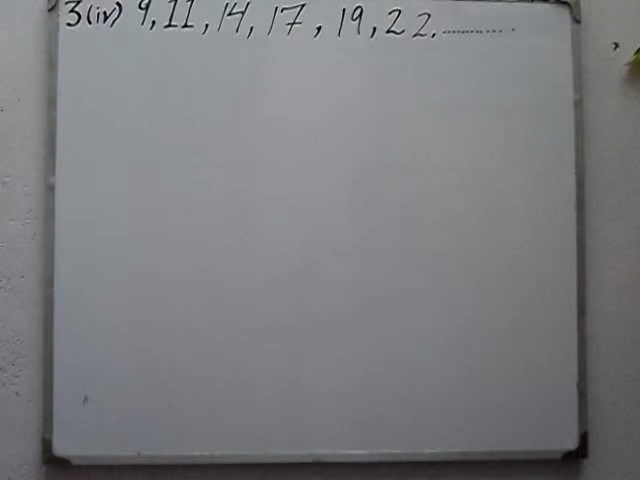 3(iv) 9, 11, 14, 17, 19, 22, ............